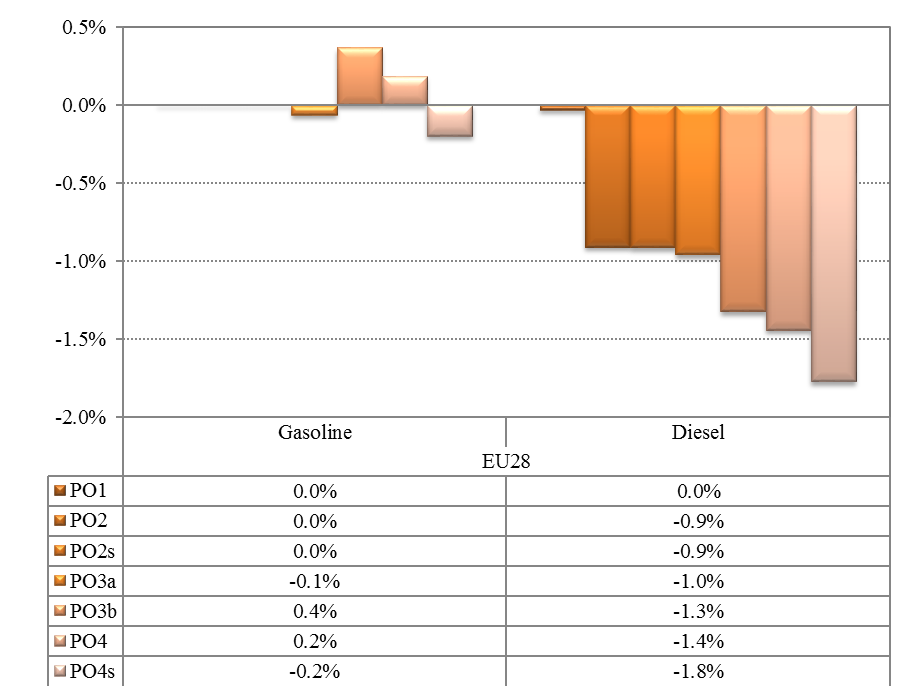 0.5%
0.0%
-0.5%
-1.0%
-1.5%
-2.0%
Gasoline Diesel
EU28
PO1 0.0% 0.0%
PO2 0.0% -0.9%
PO2s 0.0% -0.9%
PO3a -0.1% -1.0%
PO3b 0.4% -1.3%
PO4 0.2% -1.4%
PO4s -0.2% -1.8%